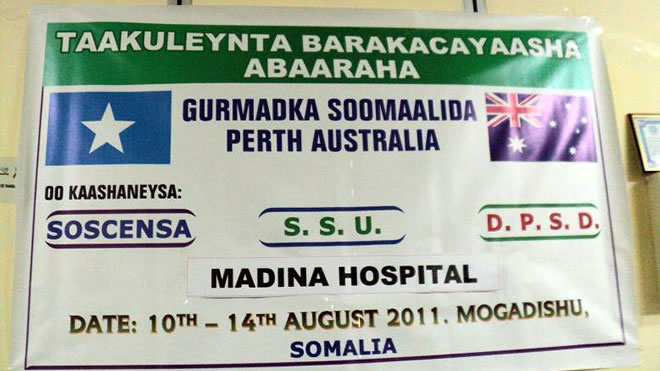 TAAKULEYNTA BARAKACAYAASHA
ABAARAHA
GURMADKA SOOMAALIDA
PERTH AUSTRALIA
OO KAASHANEYSA:
SOSCENSA S. S. U. D. P. S. D.
MADINA HOSPITAL
DATE: 10TH – 14TH AUGUST 2011. MOGADISHU,
SOMALIA